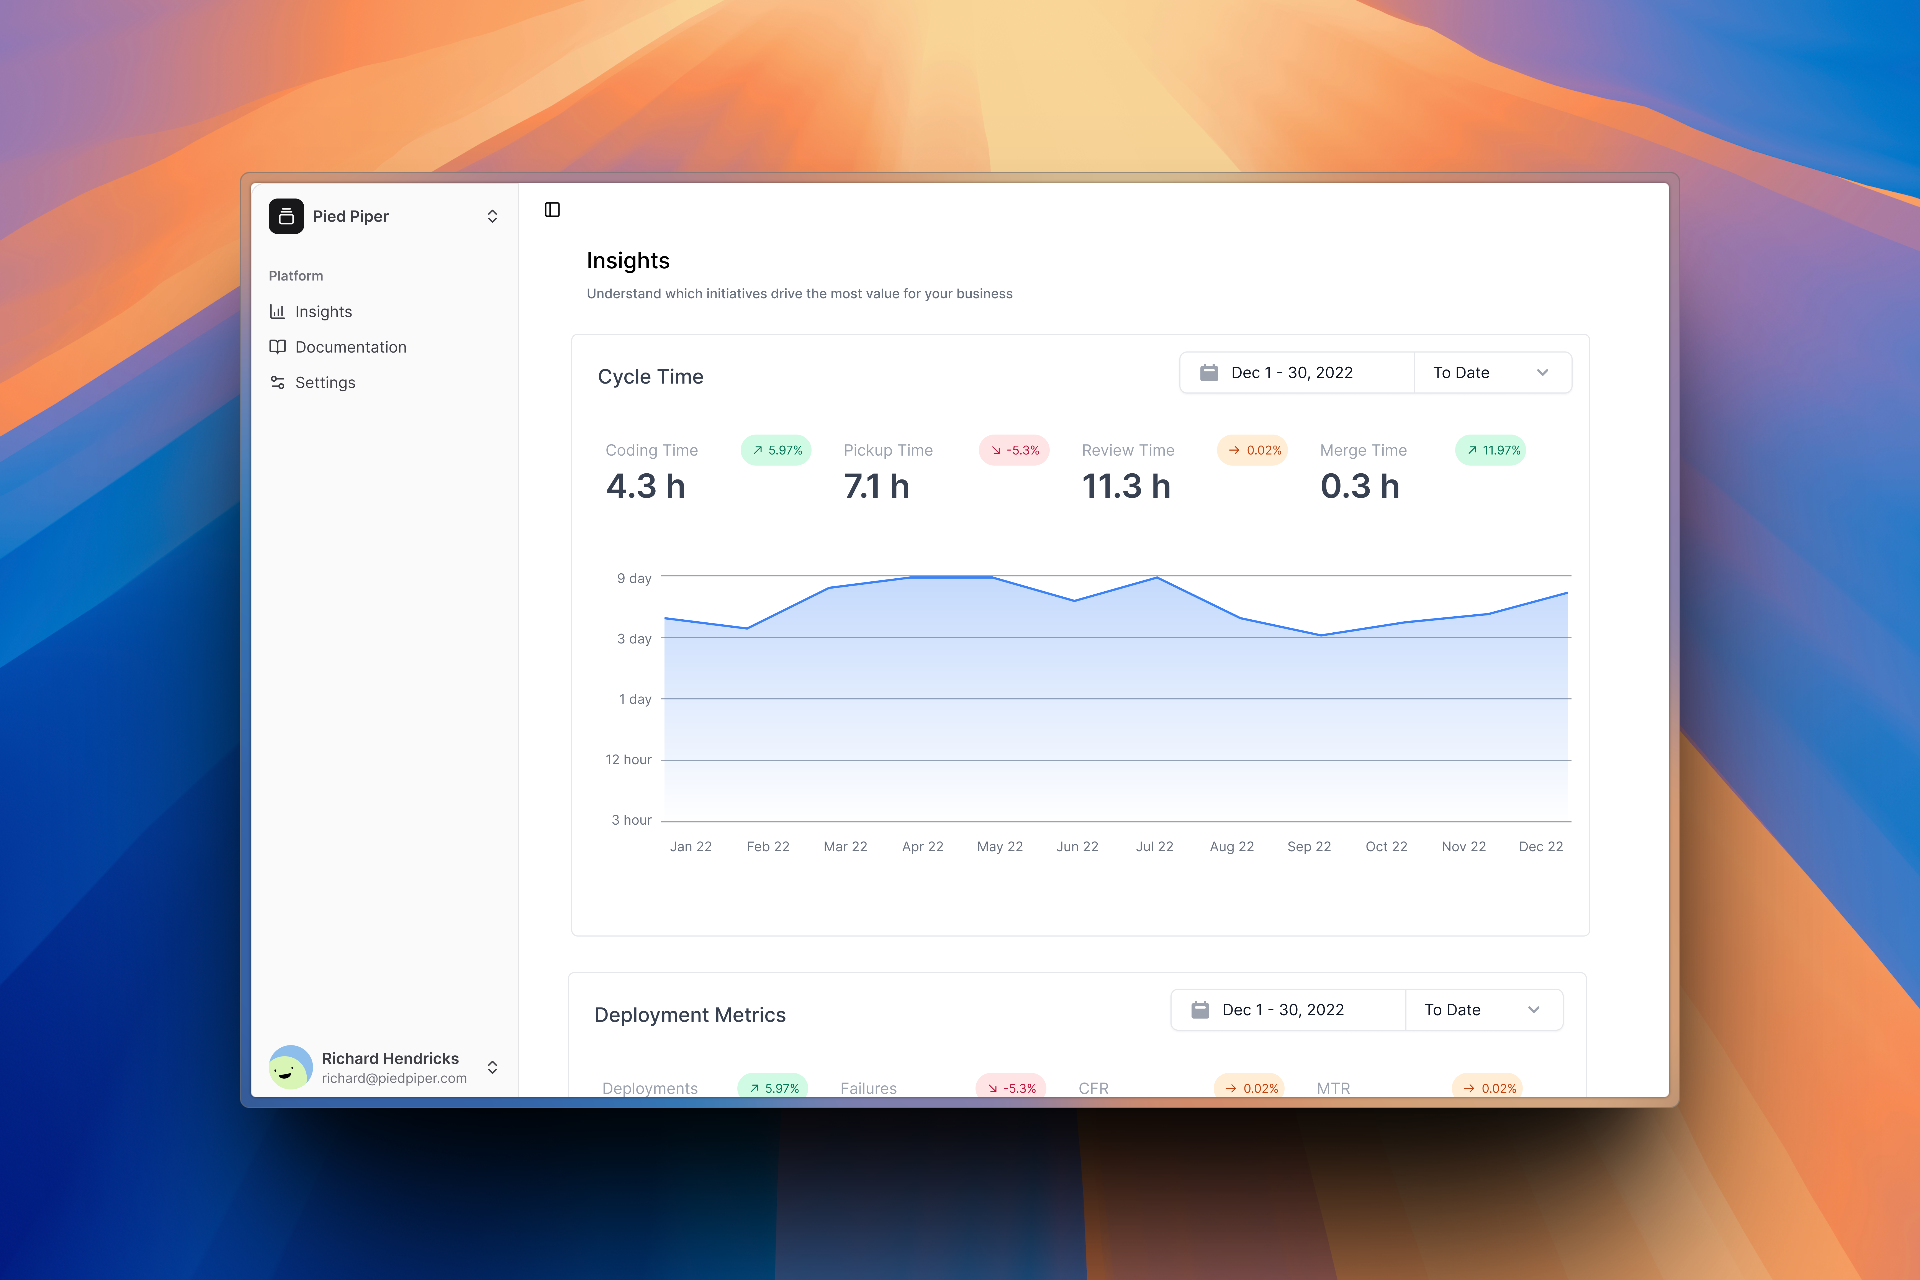 Pied Piper
Platform
Insights
Documentation
Settings
Richard Hendricks
richard@piedpiper.com
Insights
Understand which initiatives drive the most value for your business
Cycle Time
Dec 1 - 30, 2022
To Date
Coding Time
5.97%
4.3 h
Pickup Time
-5.3%
7.1 h
Review Time
0.02%
11.3 h
Merge Time
11.97%
0.3 h
9 day
3 day
1 day
12 hour
3 hour
Jan 22 Feb 22 Mar 22 Apr 22 May 22 Jun 22 Jul 22 Aug 22 Sep 22 Oct 22 Nov 22 Dec 22
Deployment Metrics
Dec 1 - 30, 2022
To Date
Deployments
5.97%
Failures
-5.3%
CFR
0.02%
MTR
0.02%